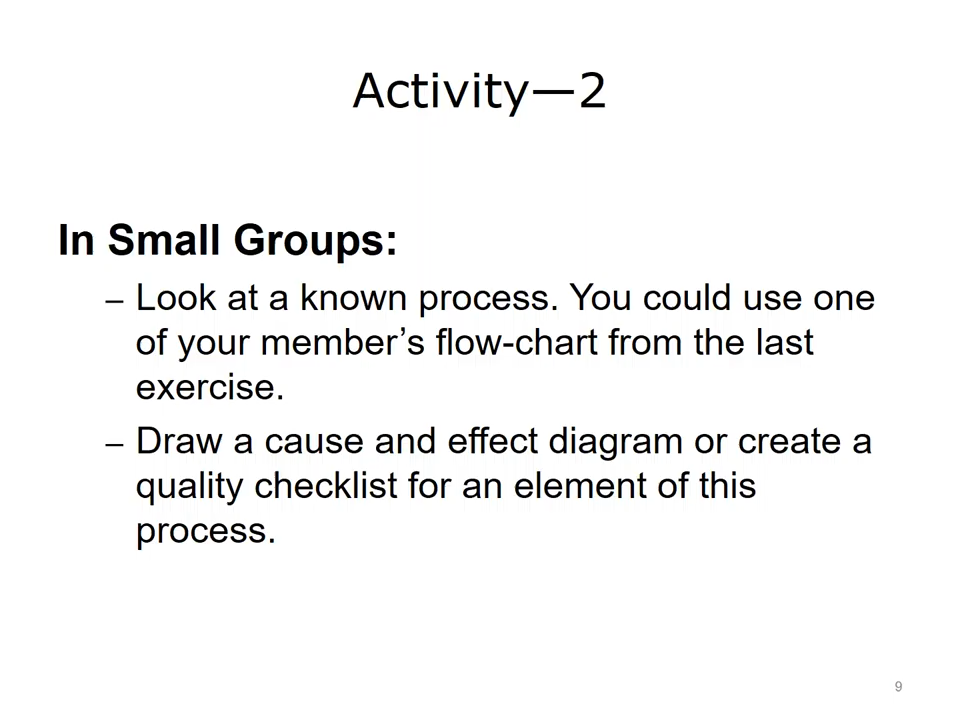 Activity—2
In Small Groups:
– Look at a known process. You could use one
of your member’s flow-chart from the last
exercise.
– Draw a cause and effect diagram or create a
quality checklist for an element of this
process.
9